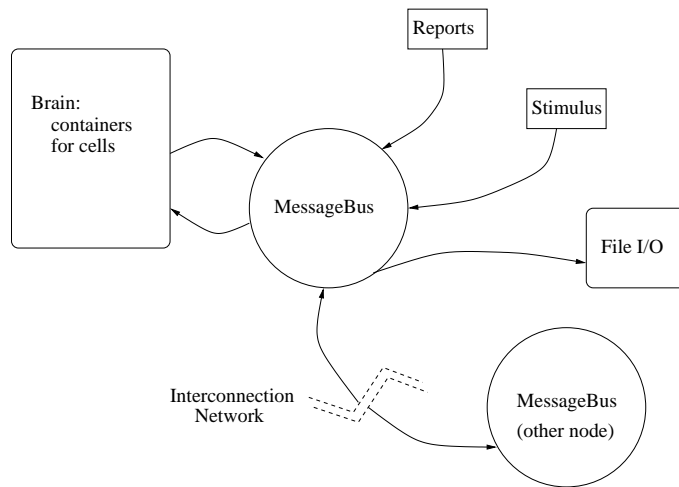 Reports
Brain:
containers
for cells
Stimulus
MessageBus
File I/O
Interconnection
Network
MessageBus
(other node)